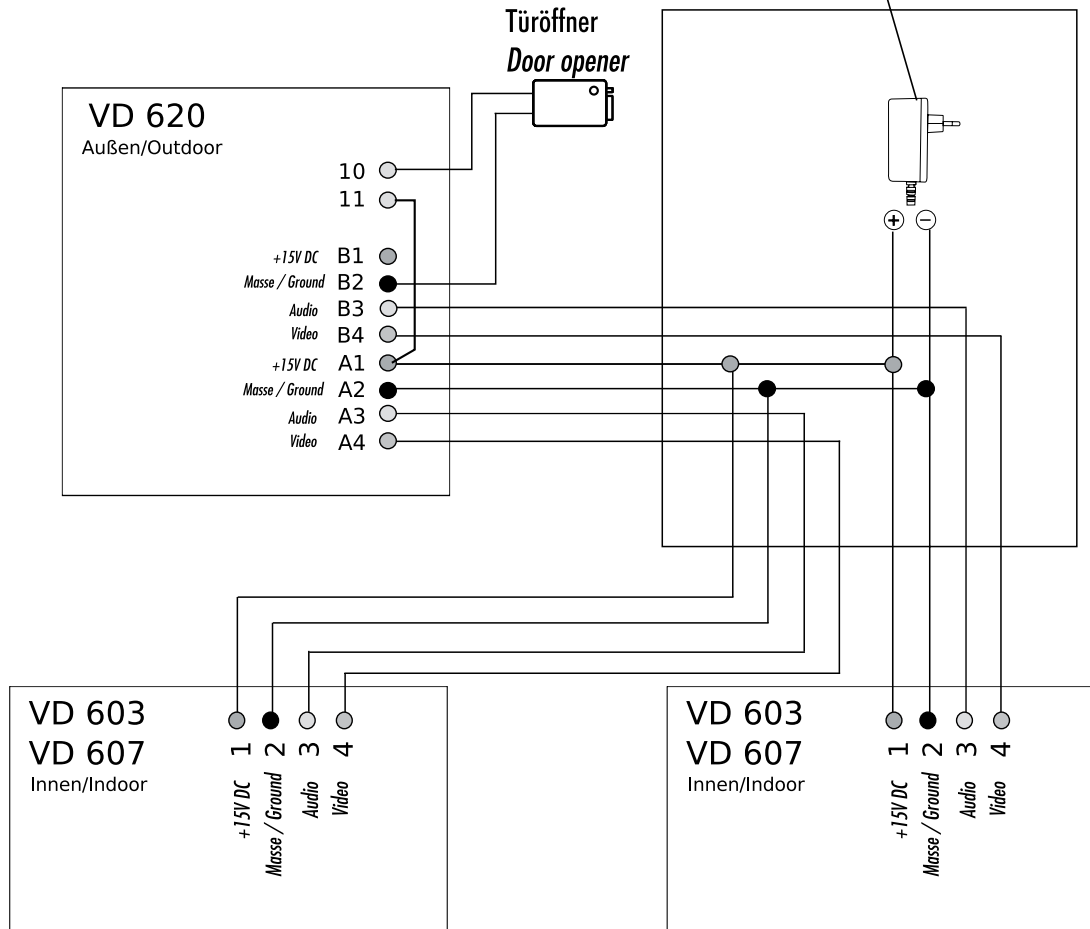 Türöffner
Door opener
VD 620
Außen/Outdoor
10
11
+15V DC B1
Masse / Ground B2
Audio B3
Video B4
+15V DC A1
Masse / Ground A2
Audio A3
Video A4
+ −
VD 603
VD 607
Innen/Indoor
1 2 3 4
+15V DC
Masse / Ground
Audio
Video
VD 603
VD 607
Innen/Indoor
1 2 3 4
+15V DC
Masse / Ground
Audio
Video